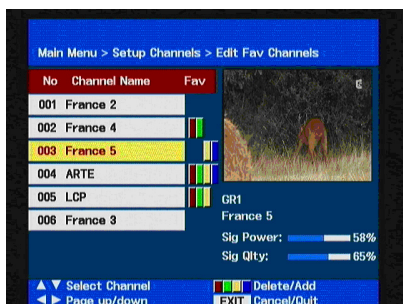 Main Menu > Setup Channels > Edit Fav Channels
No Channel Name Fav
001 France 2
002 France 4
003 France 5
004 ARTE
005 LCP
006 France 3
GR1
France 5
Sig Power: 58%
Sig Qlty: 65%
▲ ▼ Select Channel
Delete/Add
◄ ► Page up/down
EXIT Cancel/Quit